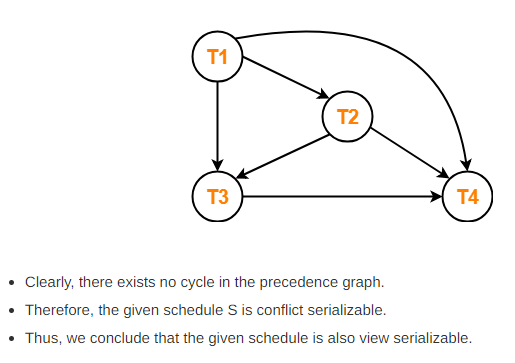 T1
T2
T3
T4
Clearly, there exists no cycle in the precedence graph.
Therefore, the given schedule S is conflict serializable.
Thus, we conclude that the given schedule is also view serializable.